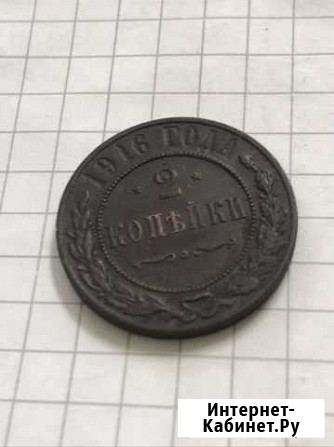 1916 ГОДА
2
КОПѢЙКИ
Интернет-
Кабинет.Ру